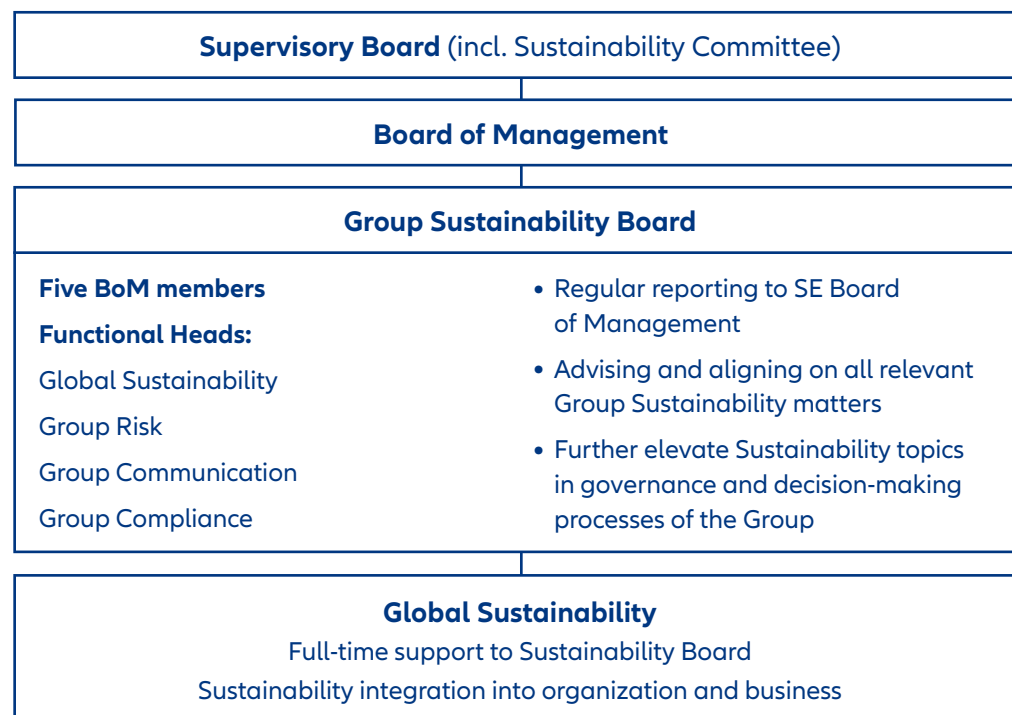 Supervisory Board (incl. Sustainability Committee)
Board of Management
Group Sustainability Board
Five BoM members
Functional Heads:
Global Sustainability
Group Risk
Group Communication
Group Compliance
• Regular reporting to SE Board
of Management
• Advising and aligning on all relevant
Group Sustainability matters
• Further elevate Sustainability topics
in governance and decision-making
processes of the Group
Global Sustainability
Full-time support to Sustainability Board
Sustainability integration into organization and business